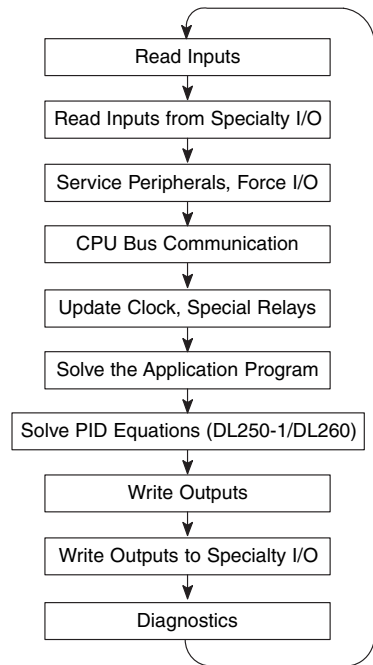 Read Inputs
Read Inputs from Specialty I/O
Service Peripherals, Force I/O
CPU Bus Communication
Update Clock, Special Relays
Solve the Application Program
Solve PID Equations (DL250-1/DL260)
Write Outputs
Write Outputs to Specialty I/O
Diagnostics